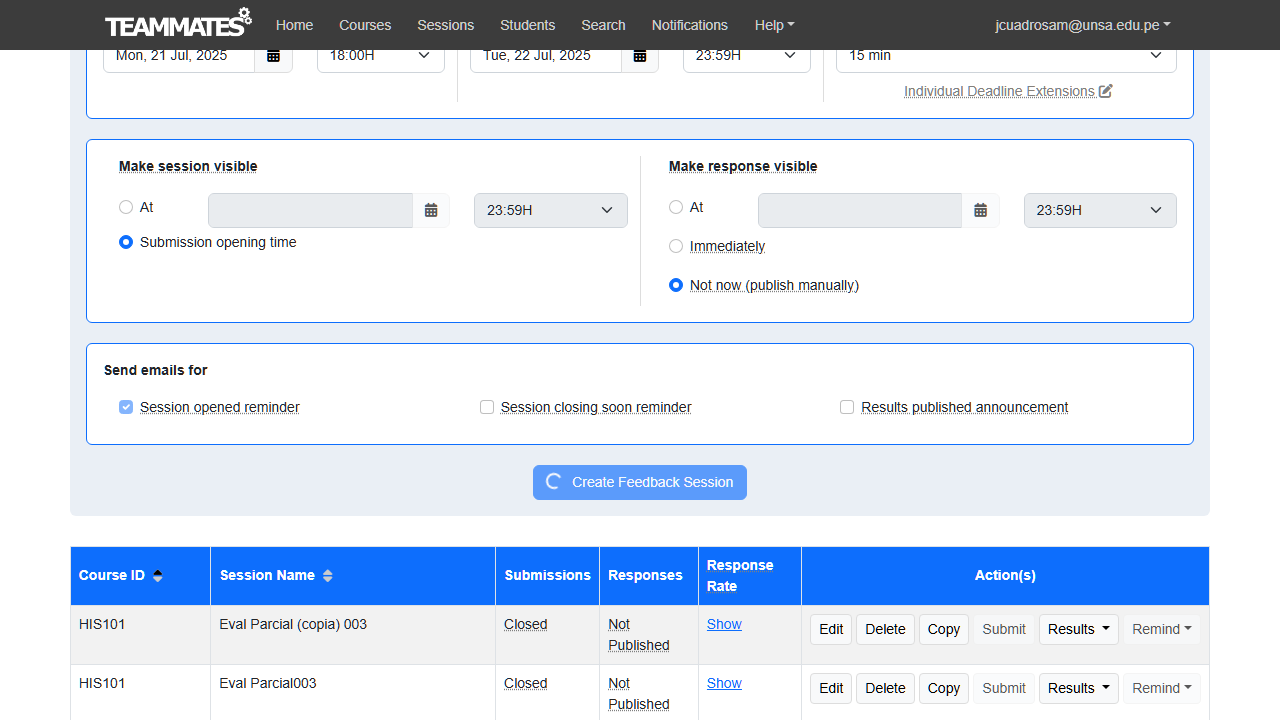 TEAMMATES Home Courses Sessions Students Search Notifications Help jcuadrosam@unsa.edu.pe
Mon, 21 Jul, 2025 18:00H Tue, 22 Jul, 2025 23:59H 15 min
Individual Deadline Extensions
Make session visible Make response visible
At 23:59H At 23:59H
Submission opening time Immediately
Not now (publish manually)
Send emails for
Session opened reminder Session closing soon reminder Results published announcement
Create Feedback Session
Course ID Session Name Submissions Responses Response Rate Action(s)
HIS101 Eval Parcial (copia) 003 Closed Not Published Show Edit Delete Copy Submit Results Remind
HIS101 Eval Parcial003 Closed Not Published Show Edit Delete Copy Submit Results Remind